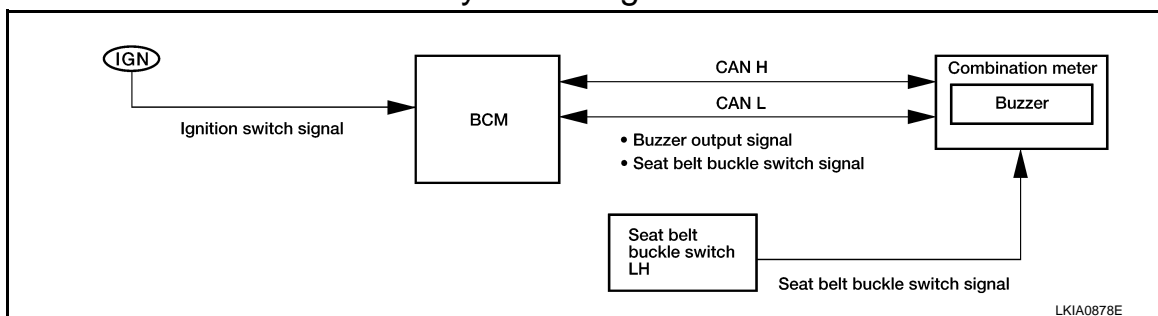 IGN
Ignition switch signal
BCM
CAN H
CAN L
• Buzzer output signal
• Seat belt buckle switch signal
Combination meter
Buzzer
Seat belt
buckle switch
LH
Seat belt buckle switch signal
LKIA0878E